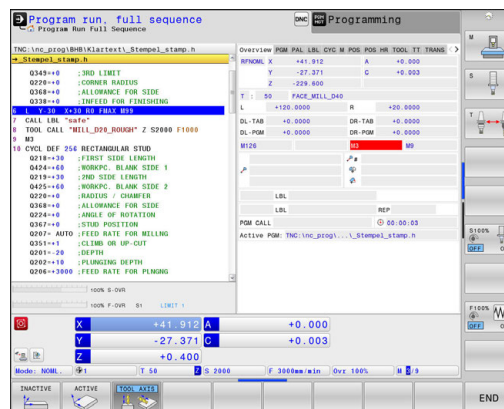 Program run, full sequence
Program Run Full Sequence
DNC
Programming
TNC:\nc_prog\BHB\Klartext\_Stempel_stamp.h
→_Stempel_stamp.h
Q349=+0 ;3RD LIMIT
Q220=+0 ;CORNER RADIUS
Q368=+0 ;ALLOWANCE FOR SIDE
Q338=+0 ;INFEED FOR FINISHING
6 L Y-30 X+30 R0 FMAX M99
7 CALL LBL "safe"
8 TOOL CALL "MILL_D20_ROUGH" Z S2000 F1000
9 M3
10 CYCL DEF 256 RECTANGULAR STUD
Q218=+30 ;FIRST SIDE LENGTH
Q424=+60 ;WORKPC. BLANK SIDE 1
Q219=+30 ;2ND SIDE LENGTH
Q425=+60 ;WORKPC. BLANK SIDE 2
Q220=+0 ;RADIUS / CHAMFER
Q368=+0 ;ALLOWANCE FOR SIDE
Q224=+0 ;ANGLE OF ROTATION
Q367=+0 ;STUD POSITION
Q207= AUTO ;FEED RATE FOR MILLNG
Q351=+1 ;CLIMB OR UP-CUT
Q201=-20 ;DEPTH
Q202=+10 ;PLUNGING DEPTH
Q206=+3000 ;FEED RATE FOR PLNGNG
100% S-OVR
100% F-OVR S1 LIMIT 1
Overview PGM PAL LBL CYC M POS POS HR TOOL TT TRANS
RFNOML X +41.912 A +0.000
Y -27.371 C +0.003
Z -229.600
T : 50 FACE_MILL_D40
L +120.0000 R +20.0000
DL-TAB +0.0000 DR-TAB +0.0000
DL-PGM +0.0000 DR-PGM +0.0000
M126 M3 M9
LBL
LBL REP
PGM CALL 00:00:03
Active PGM: TNC:\nc_prog\...\_Stempel_stamp.h
X +41.912 A +0.000
Y -27.371 C +0.003
Z +0.400
Mode: NOML. 1 T 50 Z S 2000 F 3000mm/min Ovr 100% M 3/9
INACTIVE
ACTIVE
TOOL AXIS
END
M
S
T
S100%
OFF
F100%
OFF